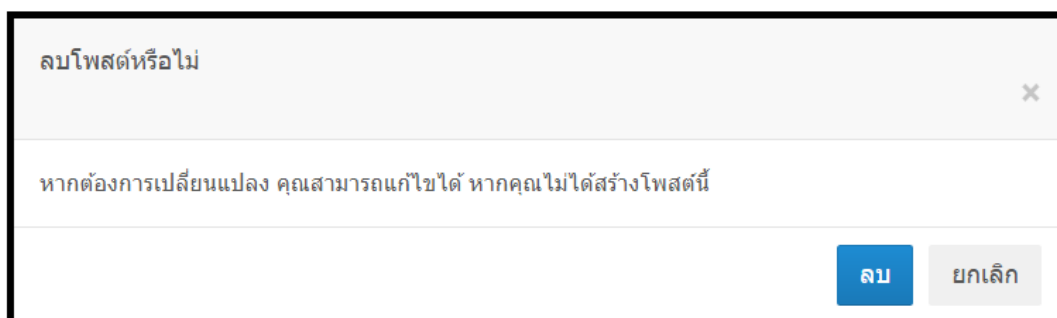 ลบโพสต์หรือไม่
×
หากต้องการเปลี่ยนแปลง คุณสามารถแก้ไขได้ หากคุณไม่ได้สร้างโพสต์นี้
ลบ ยกเลิก